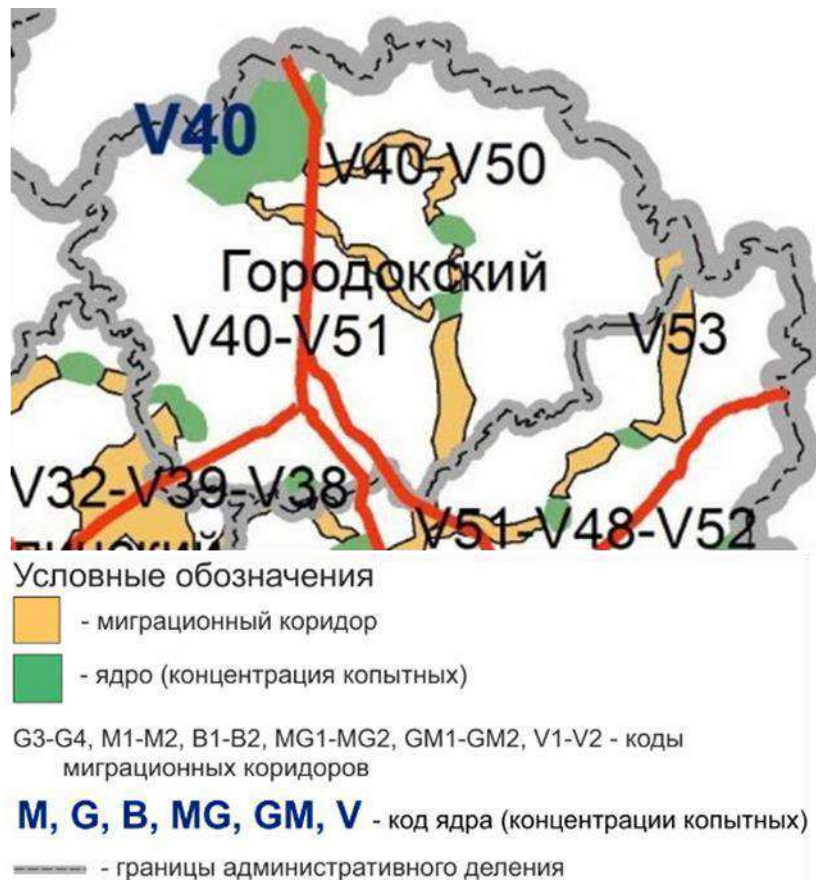 V40
V40-V50
Городокский
V40-V51
V53
V32-V39-V38
V51-V48-V52
Условные обозначения
- миграционный коридор
- ядро (концентрация копытных)
G3-G4, M1-M2, B1-B2, MG1-MG2, GM1-GM2, V1-V2 - коды
миграционных коридоров
M, G, B, MG, GM, V - код ядра (концентрации копытных)
- границы административного деления